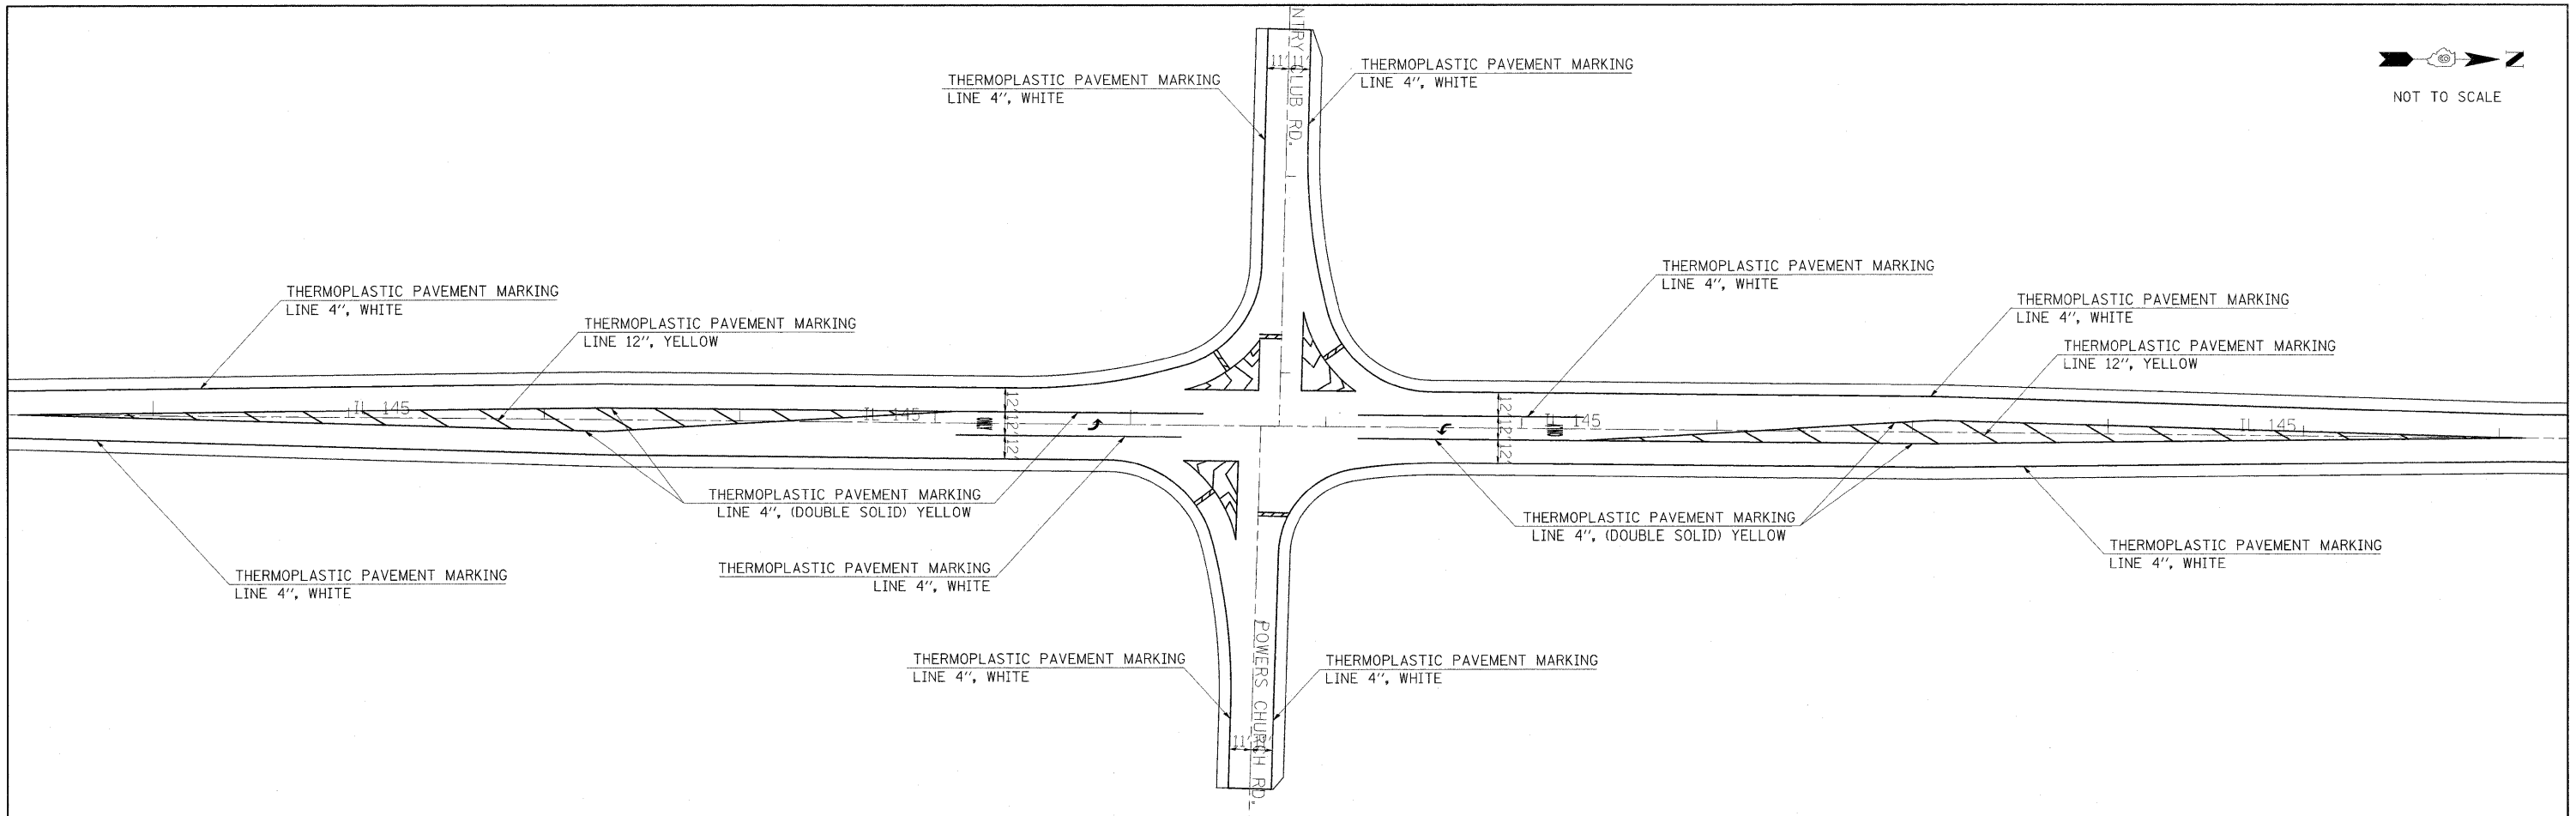 NTRY CLUB RD.
11'
THERMOPLASTIC PAVEMENT MARKING
LINE 4", WHITE
THERMOPLASTIC PAVEMENT MARKING
LINE 4", WHITE
N
NOT TO SCALE
THERMOPLASTIC PAVEMENT MARKING
LINE 4", WHITE
THERMOPLASTIC PAVEMENT MARKING
LINE 12", YELLOW
THERMOPLASTIC PAVEMENT MARKING
LINE 4", WHITE
THERMOPLASTIC PAVEMENT MARKING
LINE 4", WHITE
THERMOPLASTIC PAVEMENT MARKING
LINE 12", YELLOW
IL 145
IL 145
12'
12'
12'
12'
12'
12'
IL 145
IL 145
THERMOPLASTIC PAVEMENT MARKING
LINE 4", (DOUBLE SOLID) YELLOW
THERMOPLASTIC PAVEMENT MARKING
LINE 4", (DOUBLE SOLID) YELLOW
THERMOPLASTIC PAVEMENT MARKING
LINE 4", WHITE
THERMOPLASTIC PAVEMENT MARKING
LINE 4", WHITE
THERMOPLASTIC PAVEMENT MARKING
LINE 4", WHITE
THERMOPLASTIC PAVEMENT MARKING
LINE 4", WHITE
THERMOPLASTIC PAVEMENT MARKING
LINE 4", WHITE
POWERS CHURCH RD.
11'